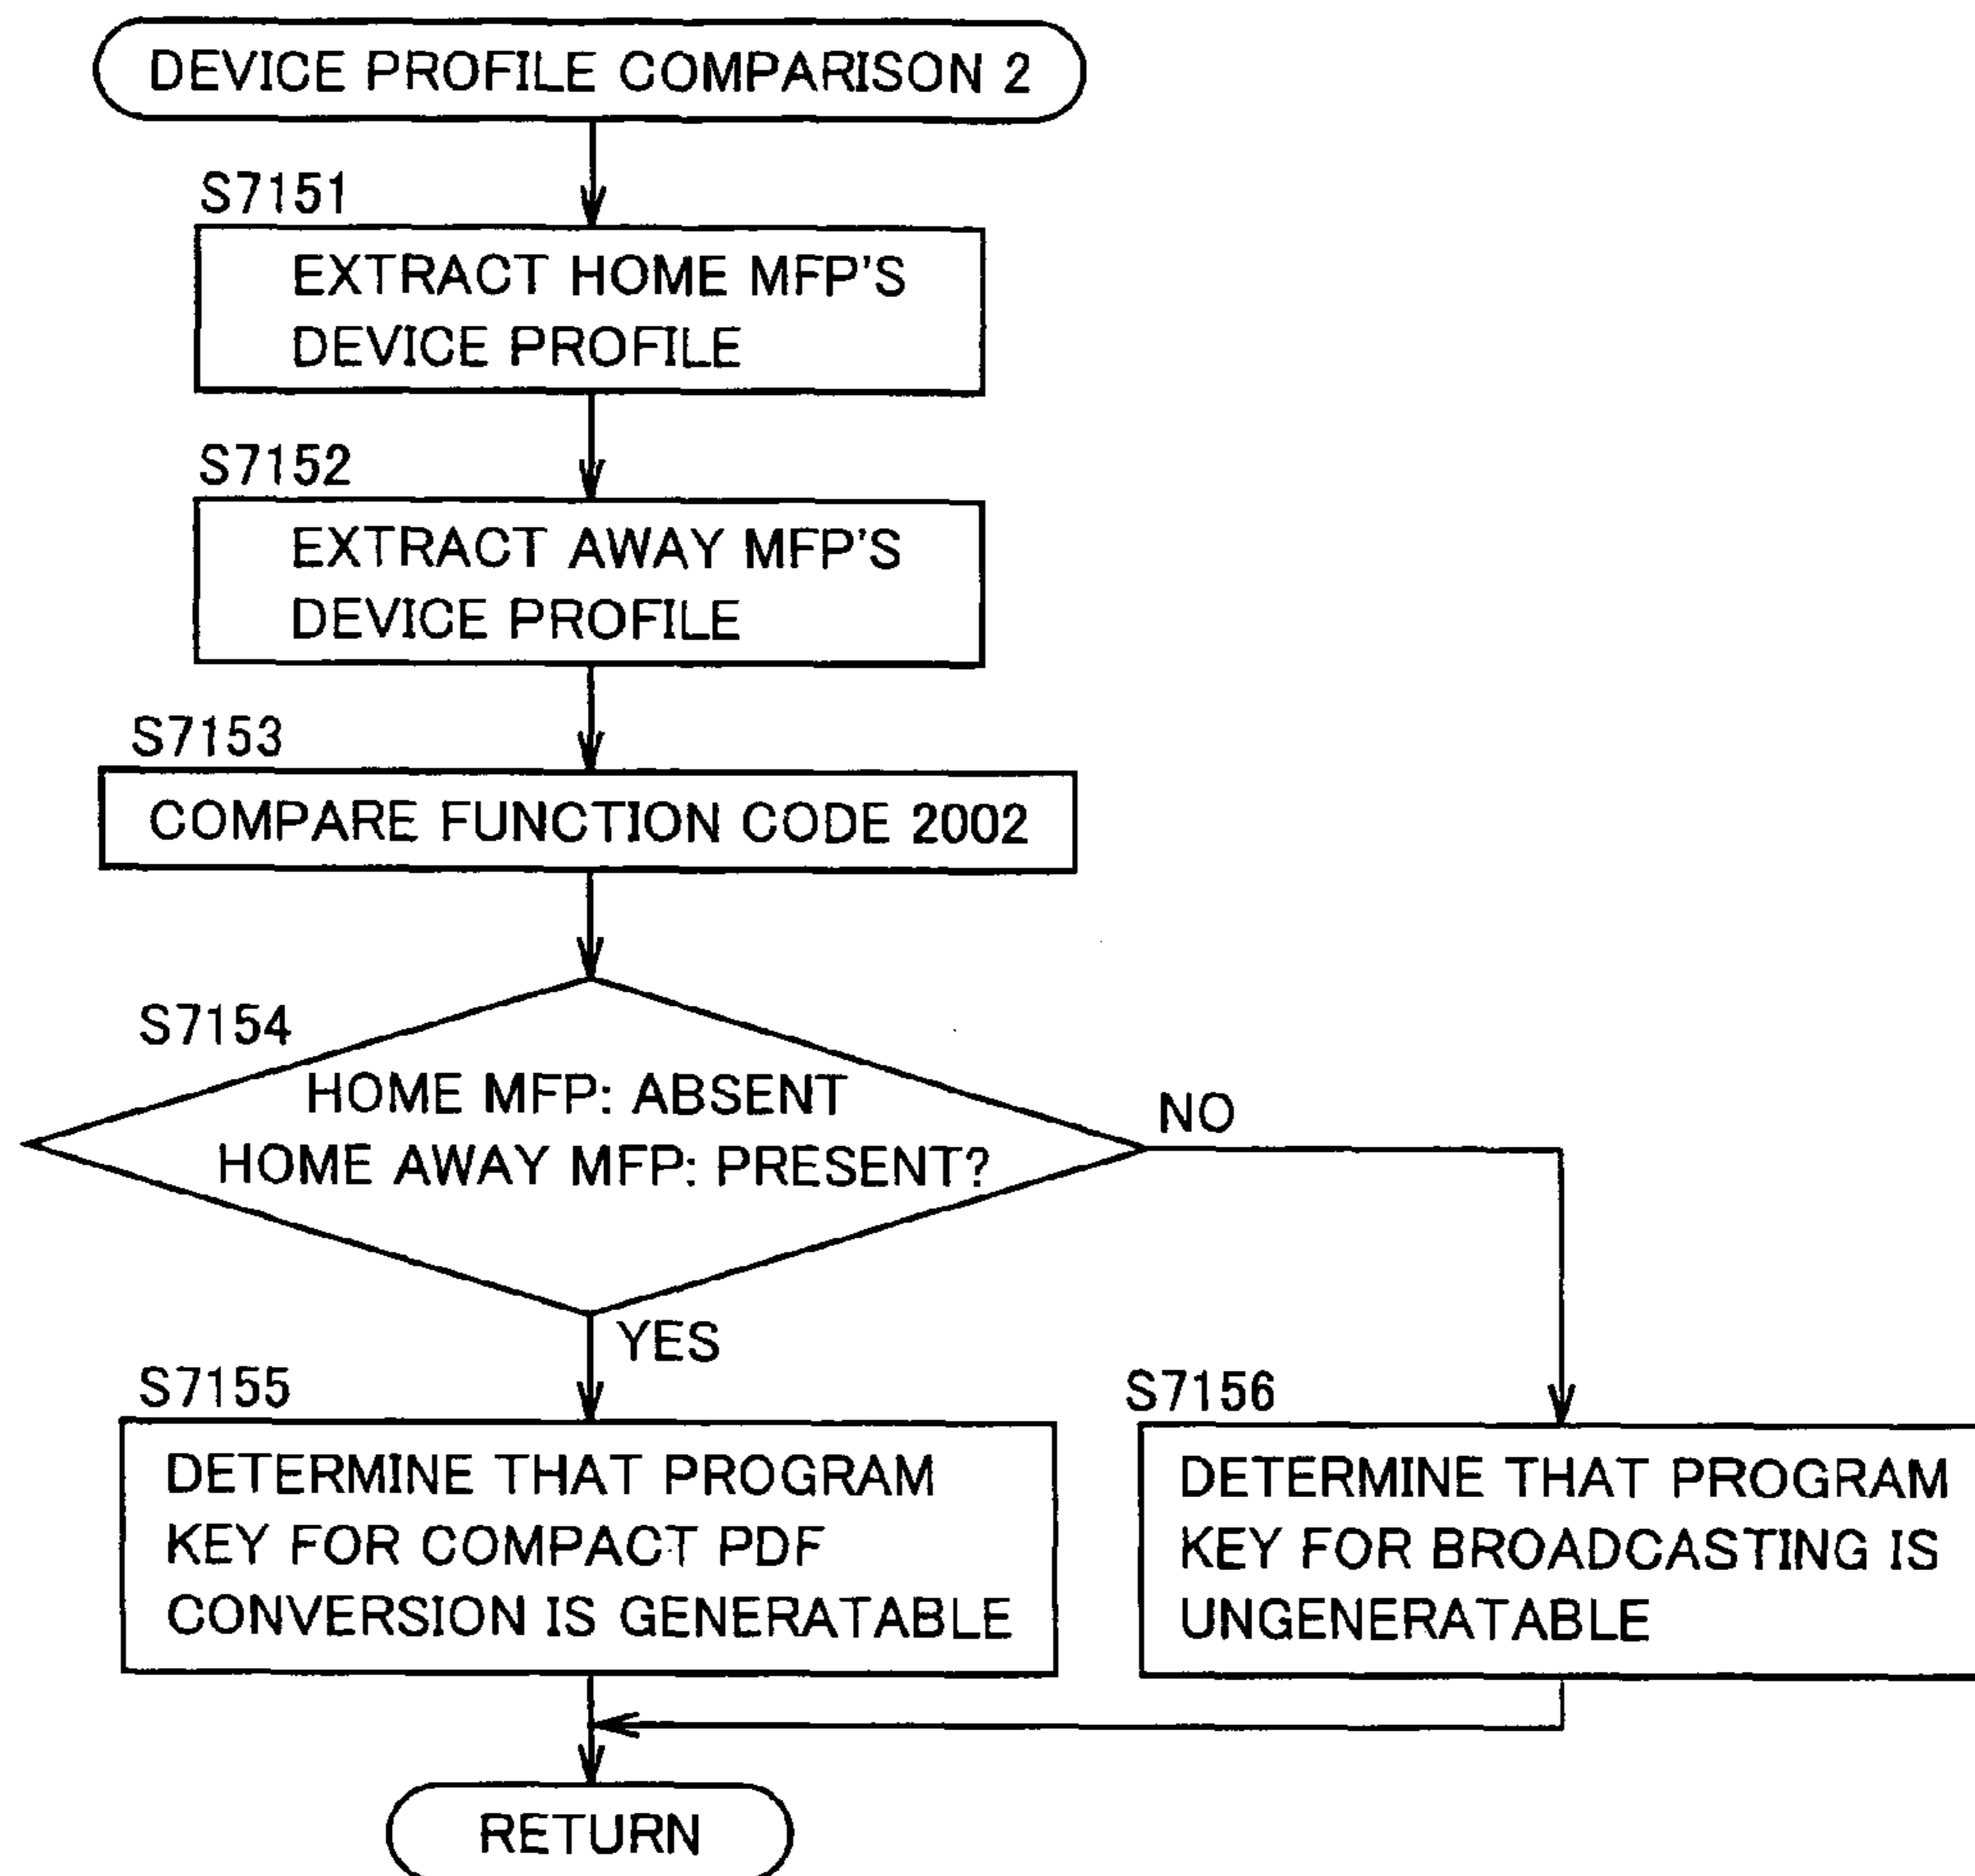 DEVICE PROFILE COMPARISON 2
S7151
EXTRACT HOME MFP'S
DEVICE PROFILE
S7152
EXTRACT AWAY MFP'S
DEVICE PROFILE
S7153
COMPARE FUNCTION CODE 2002
S7154
HOME MFP: ABSENT
HOME AWAY MFP: PRESENT?
NO
YES
S7155
DETERMINE THAT PROGRAM
KEY FOR COMPACT PDF
CONVERSION IS GENERATABLE
S7156
DETERMINE THAT PROGRAM
KEY FOR BROADCASTING IS
UNGENERATABLE
RETURN